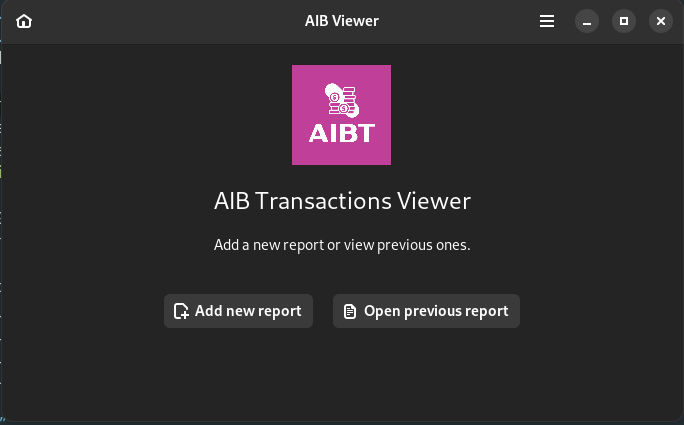 AIB Viewer
AIBT
AIB Transactions Viewer
Add a new report or view previous ones.
Add new report
Open previous report